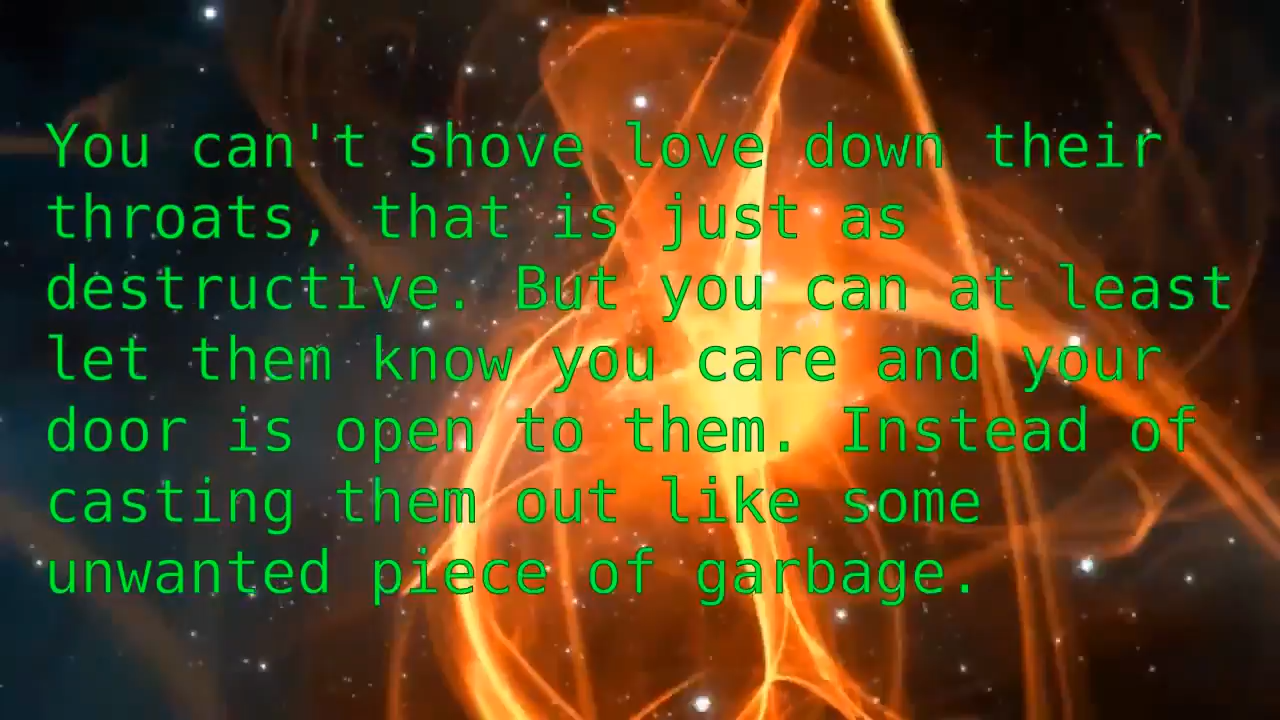 You can't shove love down their
throats, that is just as
destructive. But you can at least
let them know you care and your
door is open to them. Instead of
casting them out like some
unwanted piece of garbage.